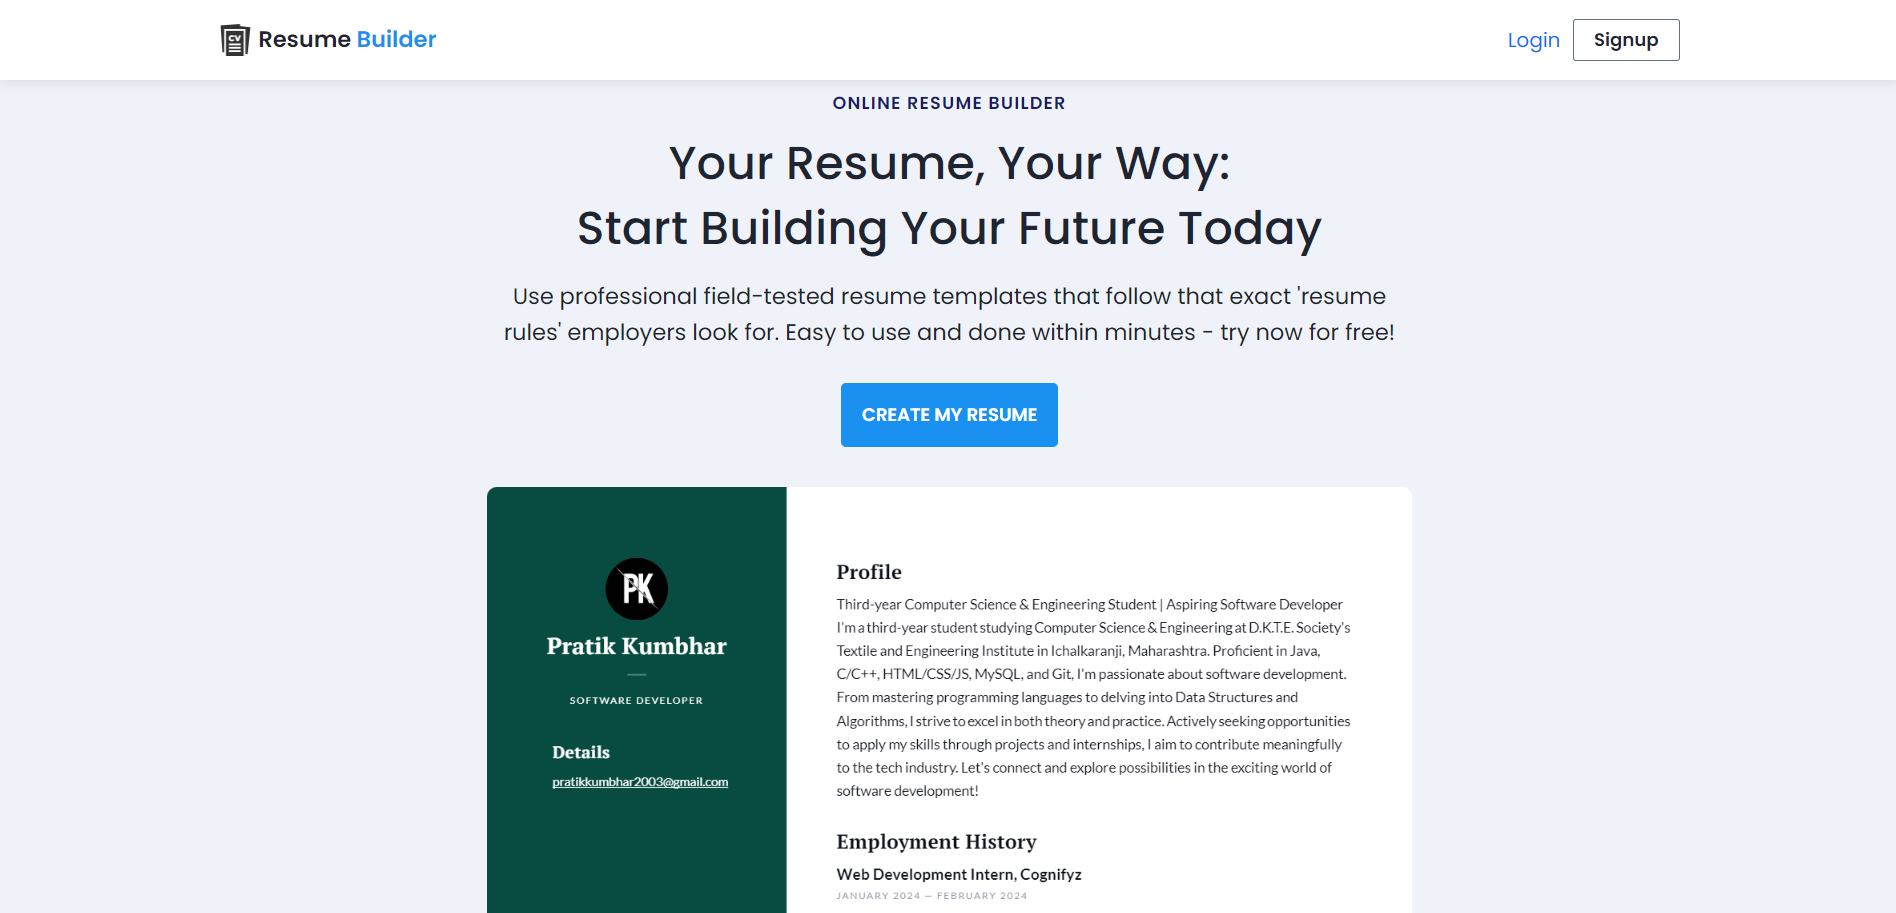 CV
Resume Builder
Login
Signup
ONLINE RESUME BUILDER
Your Resume, Your Way:
Start Building Your Future Today
Use professional field-tested resume templates that follow that exact 'resume
rules' employers look for. Easy to use and done within minutes - try now for free!
CREATE MY RESUME
PK
Pratik Kumbhar
SOFTWARE DEVELOPER
Details
pratikkumbhar2003@gmail.com
Profile
Third-year Computer Science & Engineering Student | Aspiring Software Developer
I'm a third-year student studying Computer Science & Engineering at D.K.T.E. Society's
Textile and Engineering Institute in Ichalkaranji, Maharashtra. Proficient in Java,
C/C++, HTML/CSS/JS, MySQL, and Git, I'm passionate about software development.
From mastering programming languages to delving into Data Structures and
Algorithms, I strive to excel in both theory and practice. Actively seeking opportunities
to apply my skills through projects and internships, I aim to contribute meaningfully
to the tech industry. Let's connect and explore possibilities in the exciting world of
software development!
Employment History
Web Development Intern, Cognifyz
JANUARY 2024 — FEBRUARY 2024